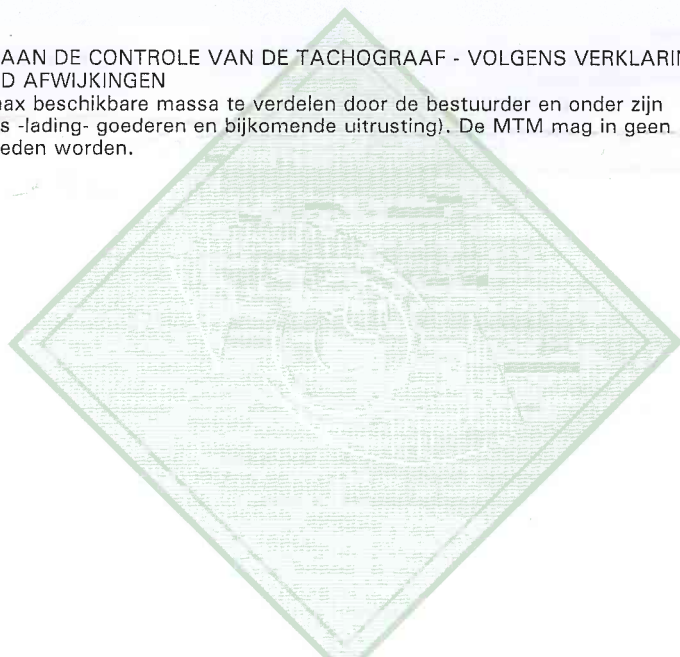 AAN DE CONTROLE VAN DE TACHOGRAAF - VOLGENS VERKLARIN
D AFWIJKINGEN
ax beschikbare massa te verdelen door de bestuurder en onder zijn
s -lading- goederen en bijkomende uitrusting). De MTM mag in geen
eden worden.